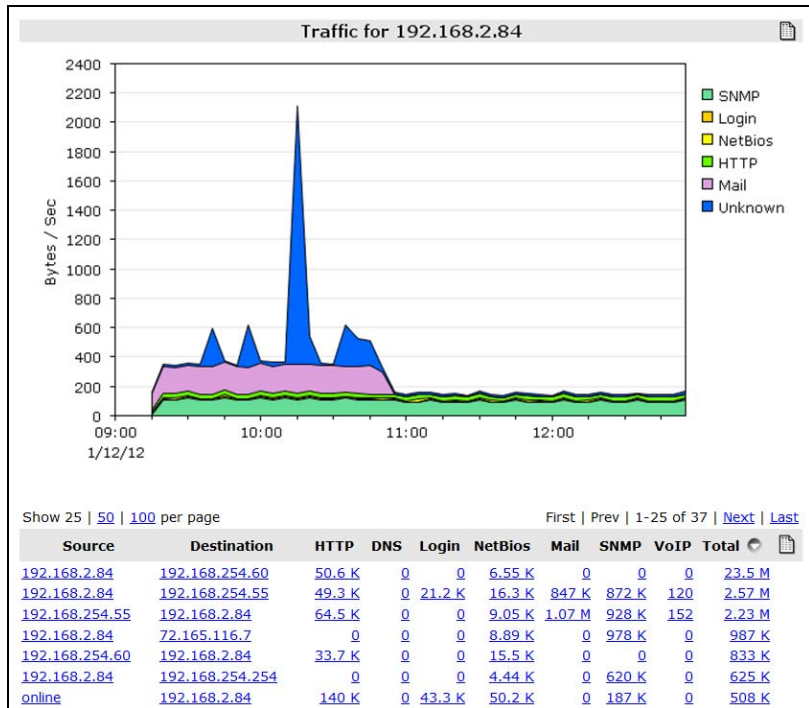 Traffic for 192.168.2.84
2400
2200
2000
1800
1600
1400
1200
1000
800
600
400
200
0
Bytes / Sec
09:00 10:00 11:00 12:00
1/12/12
SNMP
Login
NetBios
HTTP
Mail
Unknown
Show 25 | 50 | 100 per page First | Prev | 1-25 of 37 | Next | Last
Source Destination HTTP DNS Login NetBios Mail SNMP VoIP Total
192.168.2.84 192.168.254.60 50.6 K 0 0 6.55 K 0 0 0 23.5 M
192.168.2.84 192.168.254.55 49.3 K 0 21.2 K 16.3 K 847 K 872 K 120 2.57 M
192.168.254.55 192.168.2.84 64.5 K 0 0 9.05 K 1.07 M 928 K 152 2.23 M
192.168.2.84 72.165.116.7 0 0 0 8.89 K 0 978 K 0 987 K
192.168.254.60 192.168.2.84 33.7 K 0 0 15.5 K 0 0 0 833 K
192.168.2.84 192.168.254.254 0 0 0 4.44 K 0 620 K 0 625 K
online 192.168.2.84 140 K 0 43.3 K 50.2 K 0 187 K 0 508 K